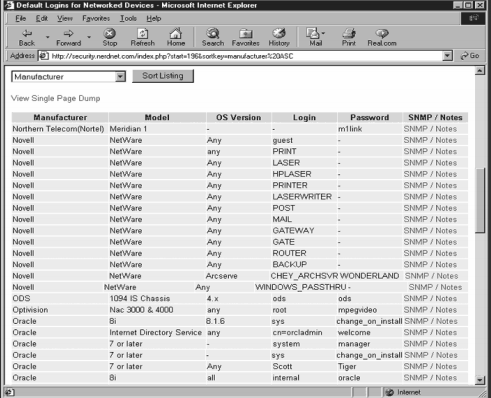 Default Logins for Networked Devices - Microsoft Internet Explorer
File Edit View Favorites Tools Help
Back Forward Stop Refresh Home Search Favorites History Mail Print Real.com
Address http://security.nerdnet.com/index.php?start=196&sortkey=manufacturer%20ASC Go
Manufacturer Sort Listing
View Single Page Dump
Manufacturer Model OS Version Login Password SNMP / Notes
Northern Telecom(Nortel) Meridian 1 - - m1link SNMP / Notes
Novell NetWare Any guest - SNMP / Notes
Novell NetWare any PRINT - SNMP / Notes
Novell NetWare Any LASER - SNMP / Notes
Novell NetWare Any HPLASER - SNMP / Notes
Novell NetWare Any PRINTER - SNMP / Notes
Novell NetWare Any LASERWRITER - SNMP / Notes
Novell NetWare Any POST - SNMP / Notes
Novell NetWare Any MAIL - SNMP / Notes
Novell NetWare Any GATEWAY - SNMP / Notes
Novell NetWare Any GATE - SNMP / Notes
Novell NetWare Any ROUTER - SNMP / Notes
Novell NetWare Any BACKUP - SNMP / Notes
Novell NetWare Arcserve CHEY_ARCHSVR WONDERLAND SNMP / Notes
Novell NetWare Any WINDOWS_PASSTHRU - SNMP / Notes
ODS 1094 IS Chassis 4.x ods ods SNMP / Notes
Optivision Nac 3000 & 4000 any root mpegvideo SNMP / Notes
Oracle 8i 8.1.6 sys change_on_install SNMP / Notes
Oracle Internet Directory Service any cn=orcladmin welcome SNMP / Notes
Oracle 7 or later - system manager SNMP / Notes
Oracle 7 or later - sys change_on_install SNMP / Notes
Oracle 7 or later Any Scott Tiger SNMP / Notes
Oracle 8i all internal oracle SNMP / Notes
Internet